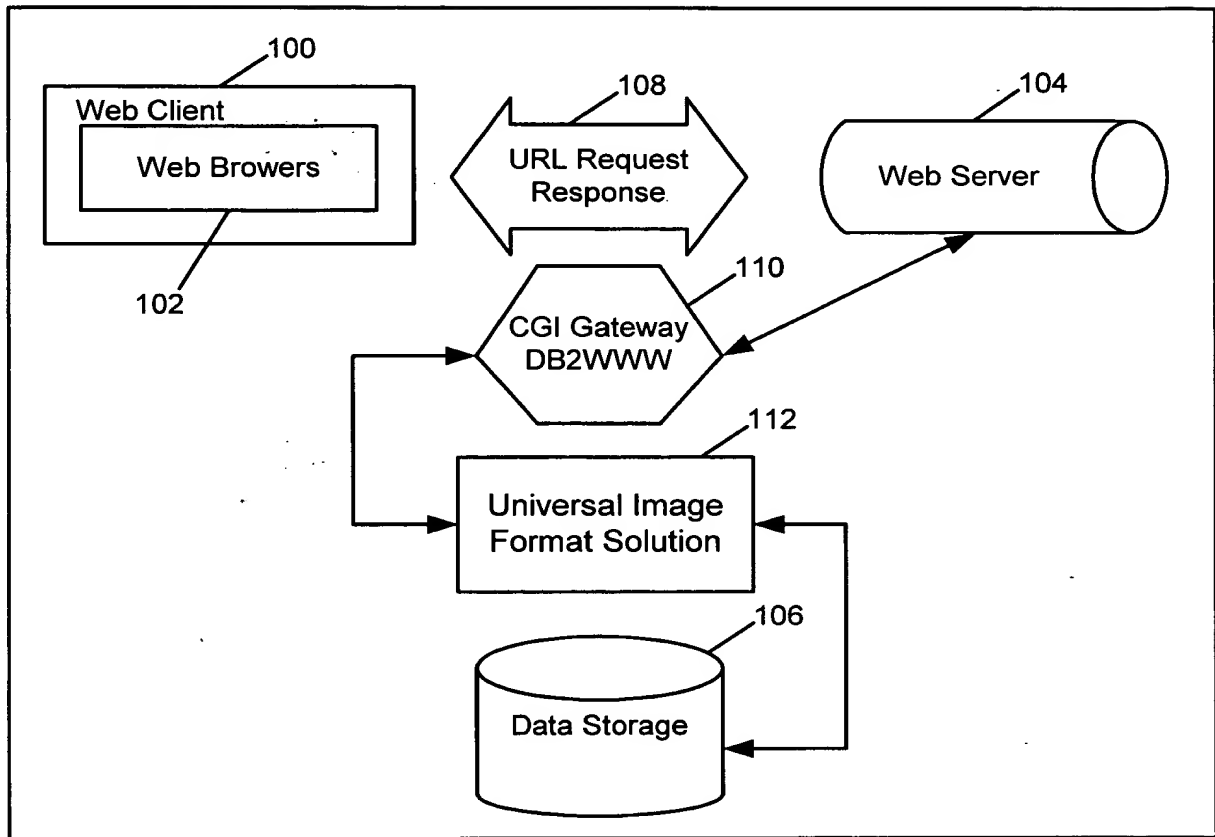 100
Web Client
Web Browers
102
108
URL Request
Response
104
Web Server
110
CGI Gateway
DB2WWW
112
Universal Image
Format Solution
106
Data Storage